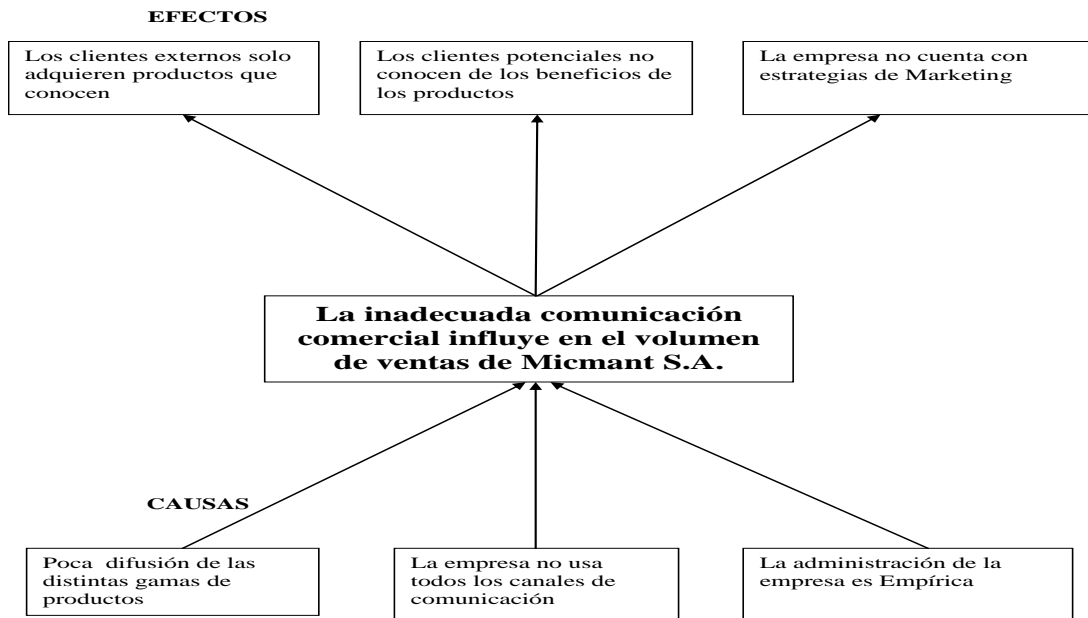 EFECTOS
Los clientes externos solo
adquieren productos que
conocen
Los clientes potenciales no
conocen de los beneficios de
los productos
La empresa no cuenta con
estrategias de Marketing
La inadecuada comunicación
comercial influye en el volumen
de ventas de Micmant S.A.
CAUSAS
Poca difusión de las
distintas gamas de
productos
La empresa no usa
todos los canales de
comunicación
La administración de la
empresa es Empírica